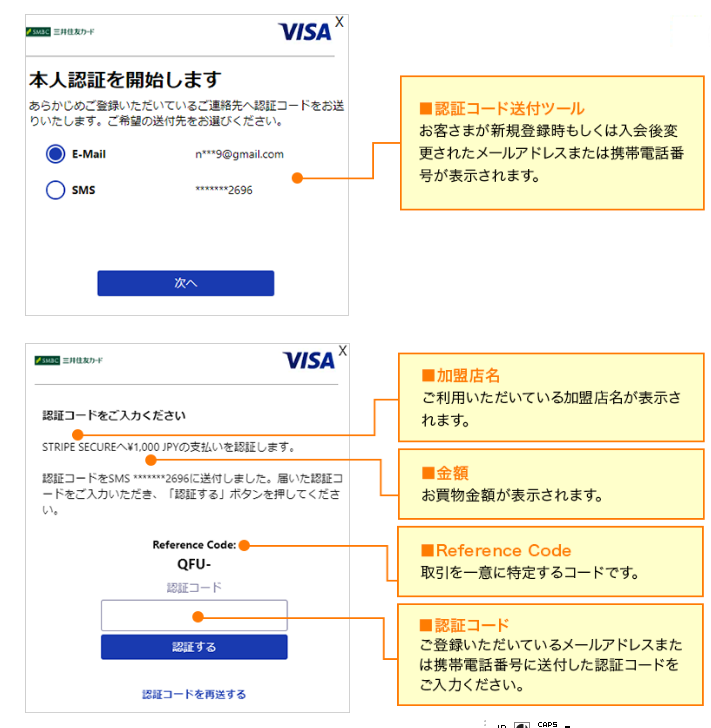 SMBC 三井住友カード
VISA
X
本人認証を開始します
あらかじめご登録いただいているご連絡先へ認証コードをお送
りいたします。ご希望の送付先をお選びください。
E-Mail n***9@gmail.com
SMS *******2696
次へ
■認証コード送付ツール
お客さまが新規登録時もしくは入会後変
更されたメールアドレスまたは携帯電話番
号が表示されます。
SMBC 三井住友カード
VISA
X
認証コードをご入力ください
STRIPE SECUREへ¥1,000 JPYの支払いを認証します。
認証コードをSMS *******2696に送付しました。届いた認証コ
ードをご入力いただき、「認証する」ボタンを押してくださ
い。
Reference Code:
QFU-
認証コード
認証する
認証コードを再送する
■加盟店名
ご利用いただいている加盟店名が表示さ
れます。
■金額
お買物金額が表示されます。
■Reference Code
取引を一意に特定するコードです。
■認証コード
ご登録いただいているメールアドレスまた
は携帯電話番号に送付した認証コードを
ご入力ください。
CAPS